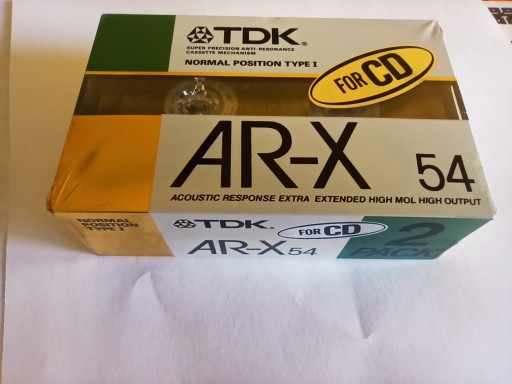 TDK®
SUPER PRECISION ANTI-RESONANCE
CASSETTE MECHANISM
NORMAL POSITION TYPE I
FOR CD
AR-X 54
ACOUSTIC RESPONSE EXTRA EXTENDED HIGH MOL HIGH OUTPUT
NORMAL
POSITION
TYPE I
TDK®
AR-X 54
FOR CD
2
PACK